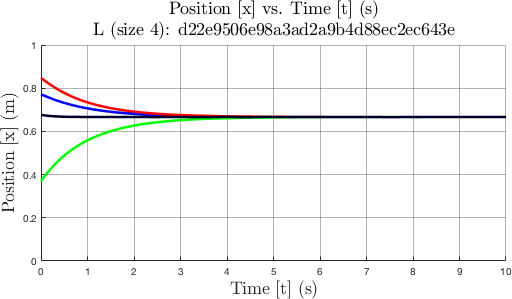 Position [x] vs. Time [t] (s)
L (size 4): d22e9506e98a3ad2a9b4d88ec2ec643e
Position [x] (m)
1
0.8
0.6
0.4
0.2
0
0 1 2 3 4 5 6 7 8 9 10
Time [t] (s)